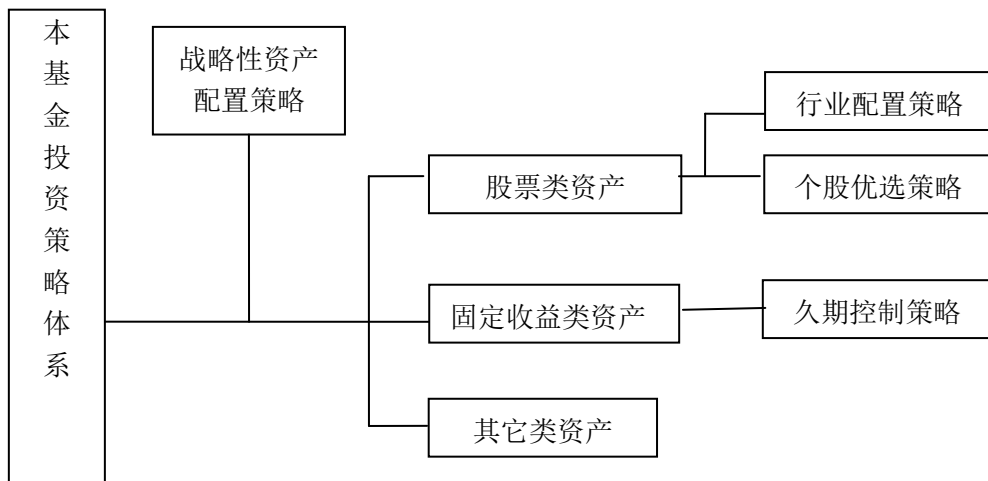 本
基
金
投
资
策
略
体
系
战略性资产
配置策略
股票类资产
行业配置策略
个股优选策略
固定收益类资产
久期控制策略
其它类资产